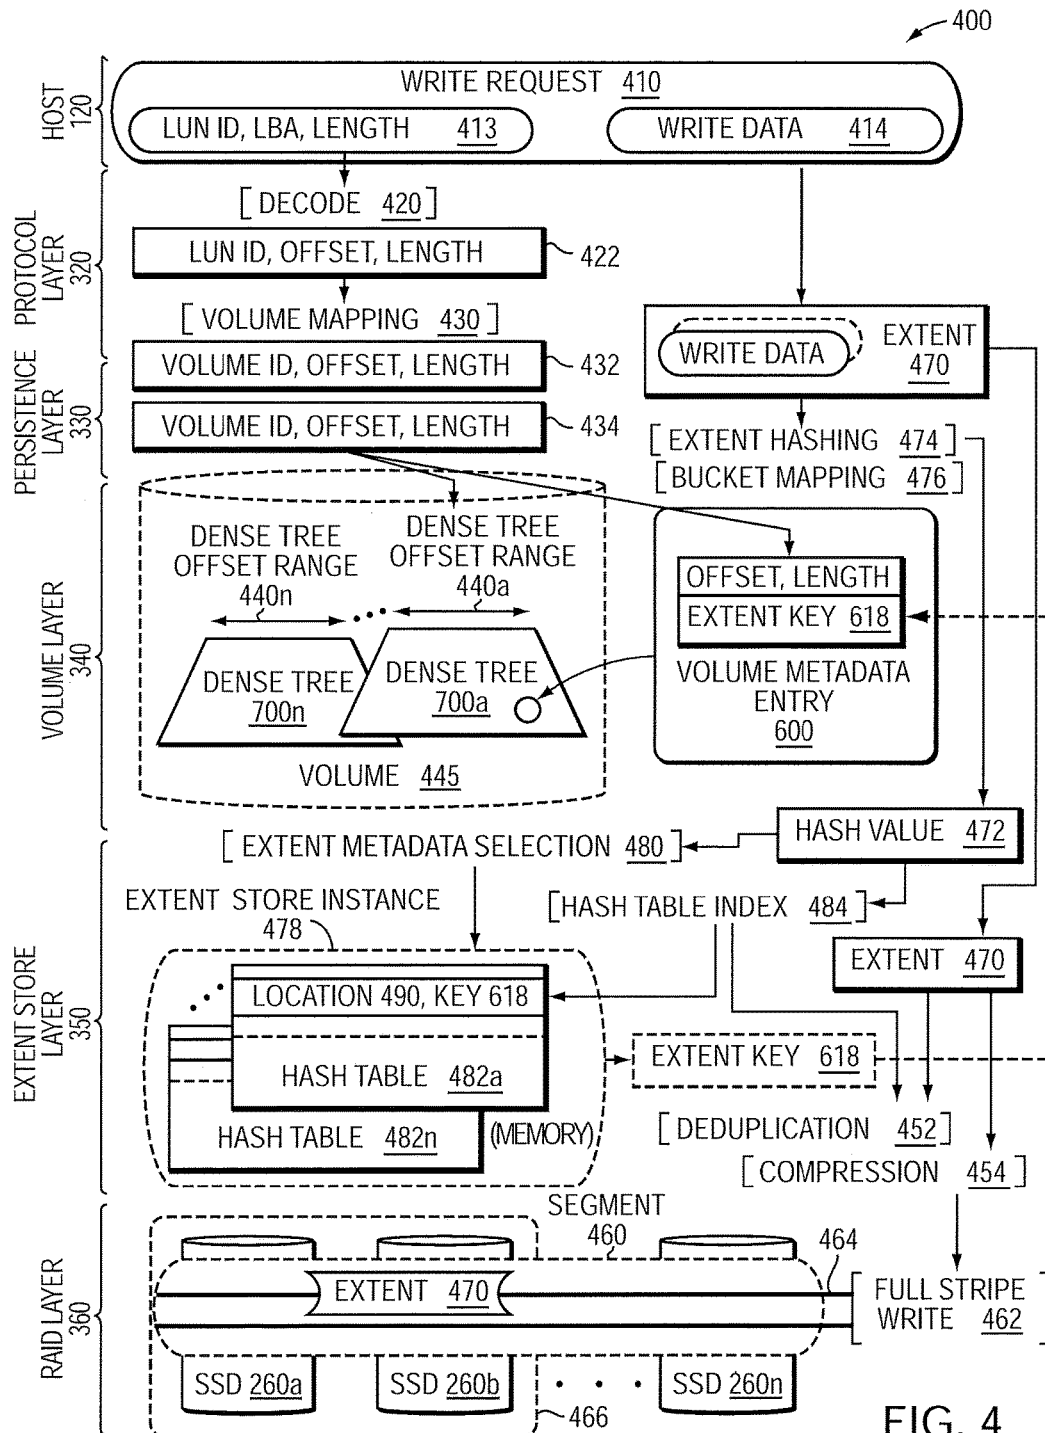 400
HOST
120
WRITE REQUEST 410
LUN ID, LBA, LENGTH 413
WRITE DATA 414
PROTOCOL
LAYER
320
[DECODE 420]
LUN ID, OFFSET, LENGTH
422
[VOLUME MAPPING 430]
VOLUME ID, OFFSET, LENGTH
432
WRITE DATA
EXTENT
470
PERSISTENCE
LAYER
330
VOLUME ID, OFFSET, LENGTH
434
[EXTENT HASHING 474]
[BUCKET MAPPING 476]
VOLUME LAYER
340
DENSE TREE
OFFSET RANGE
440n
DENSE TREE
OFFSET RANGE
440a
DENSE TREE
700n
DENSE TREE
700a
VOLUME 445
OFFSET, LENGTH
EXTENT KEY 618
VOLUME METADATA
ENTRY
600
HASH VALUE 472
EXTENT STORE
LAYER
350
[EXTENT METADATA SELECTION 480]
EXTENT STORE INSTANCE
478
[HASH TABLE INDEX 484]
EXTENT 470
LOCATION 490, KEY 618
HASH TABLE 482a
HASH TABLE 482n
(MEMORY)
EXTENT KEY 618
[DEDUPLICATION 452]
[COMPRESSION 454]
RAID LAYER
360
SEGMENT
460
464
EXTENT 470
[FULL STRIPE
WRITE 462]
SSD 260a
SSD 260b
• • •
SSD 260n
466
FIG. 4